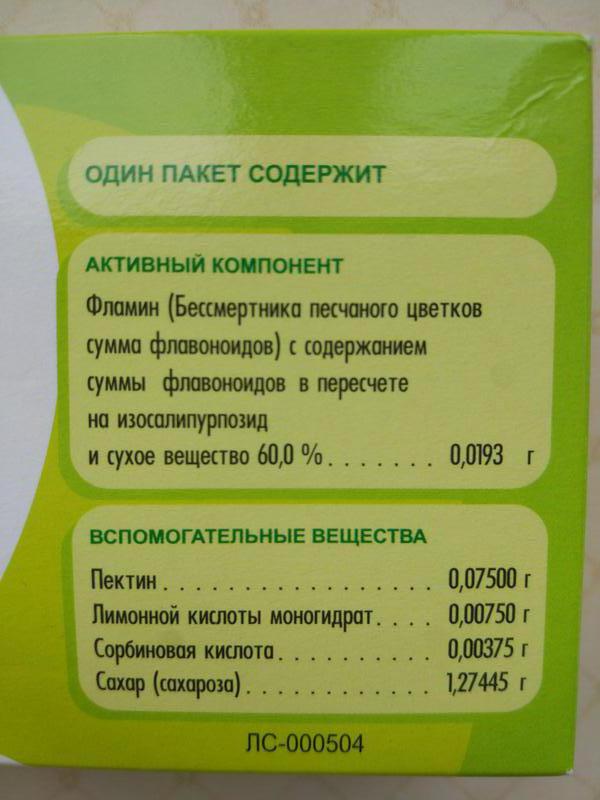 ОДИН ПАКЕТ СОДЕРЖИТ
АКТИВНЫЙ КОМПОНЕНТ
Фламин (Бессмертника песчаного цветков
сумма флавоноидов) с содержанием
суммы флавоноидов в пересчете
на изосалипурпозид
и сухое вещество 60,0 % . . . . . . . 0,0193 г
ВСПОМОГАТЕЛЬНЫЕ ВЕЩЕСТВА
Пектин . . . . . . . . . . . . . . . . . 0,07500 г
Лимонной кислоты моногидрат. . . . 0,00750 г
Сорбиновая кислота. . . . . . . . . . 0,00375 г
Сахар (сахароза) . . . . . . . . . . . . 1,27445 г
ЛС-000504